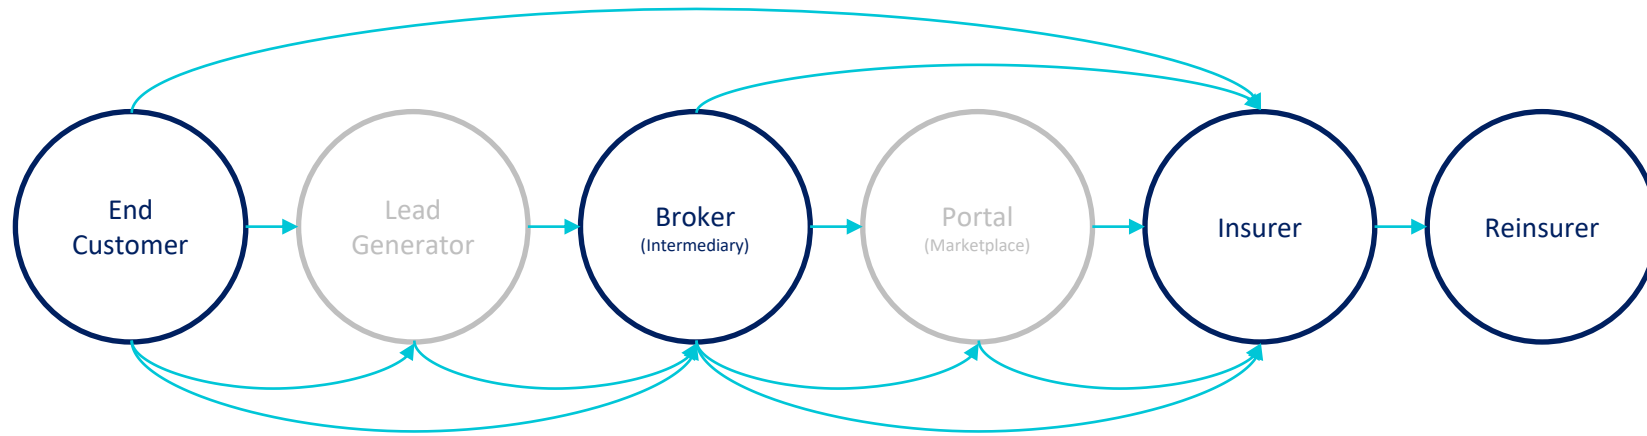 End
Customer
Lead
Generator
Broker
(Intermediary)
Portal
(Marketplace)
Insurer
Reinsurer